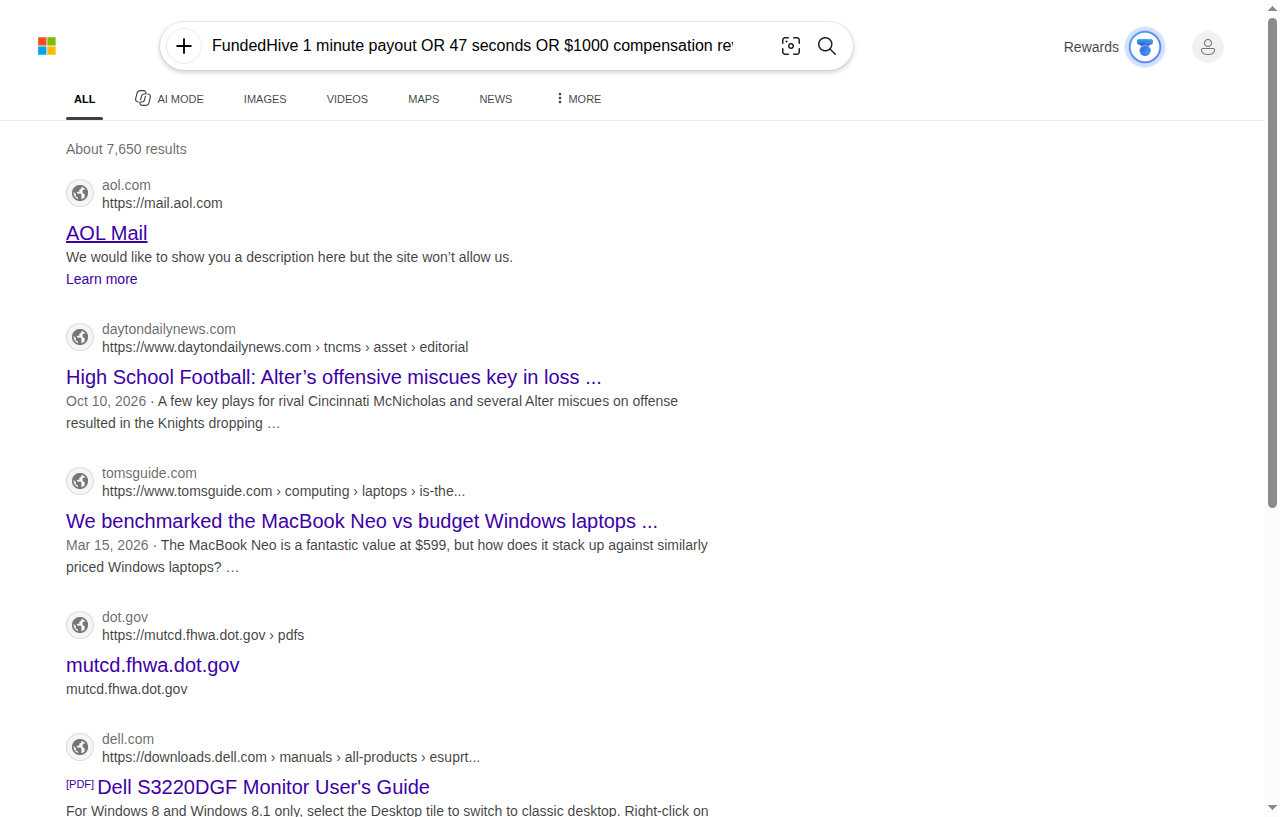 FundedHive 1 minute payout OR 47 seconds OR $1000 compensation
Rewards
ALL
AI MODE
IMAGES
VIDEOS
MAPS
NEWS
MORE
About 7,650 results
aol.com
https://mail.aol.com
AOL Mail
We would like to show you a description here but the site won’t allow us.
Learn more
daytondailynews.com
https://www.daytondailynews.com › tncms › asset › editorial
High School Football: Alter’s offensive miscues key in loss ...
Oct 10, 2026 · A few key plays for rival Cincinnati McNicholas and several Alter miscues on offense
resulted in the Knights dropping …
tomsguide.com
https://www.tomsguide.com › computing › laptops › is-the...
We benchmarked the MacBook Neo vs budget Windows laptops ...
Mar 15, 2026 · The MacBook Neo is a fantastic value at $599, but how does it stack up against similarly
priced Windows laptops? …
dot.gov
https://mutcd.fhwa.dot.gov › pdfs
mutcd.fhwa.dot.gov
mutcd.fhwa.dot.gov
dell.com
https://downloads.dell.com › manuals › all-products › esuprt...
[PDF] Dell S3220DGF Monitor User's Guide
For Windows 8 and Windows 8.1 only, select the Desktop tile to switch to classic desktop. Right-click on